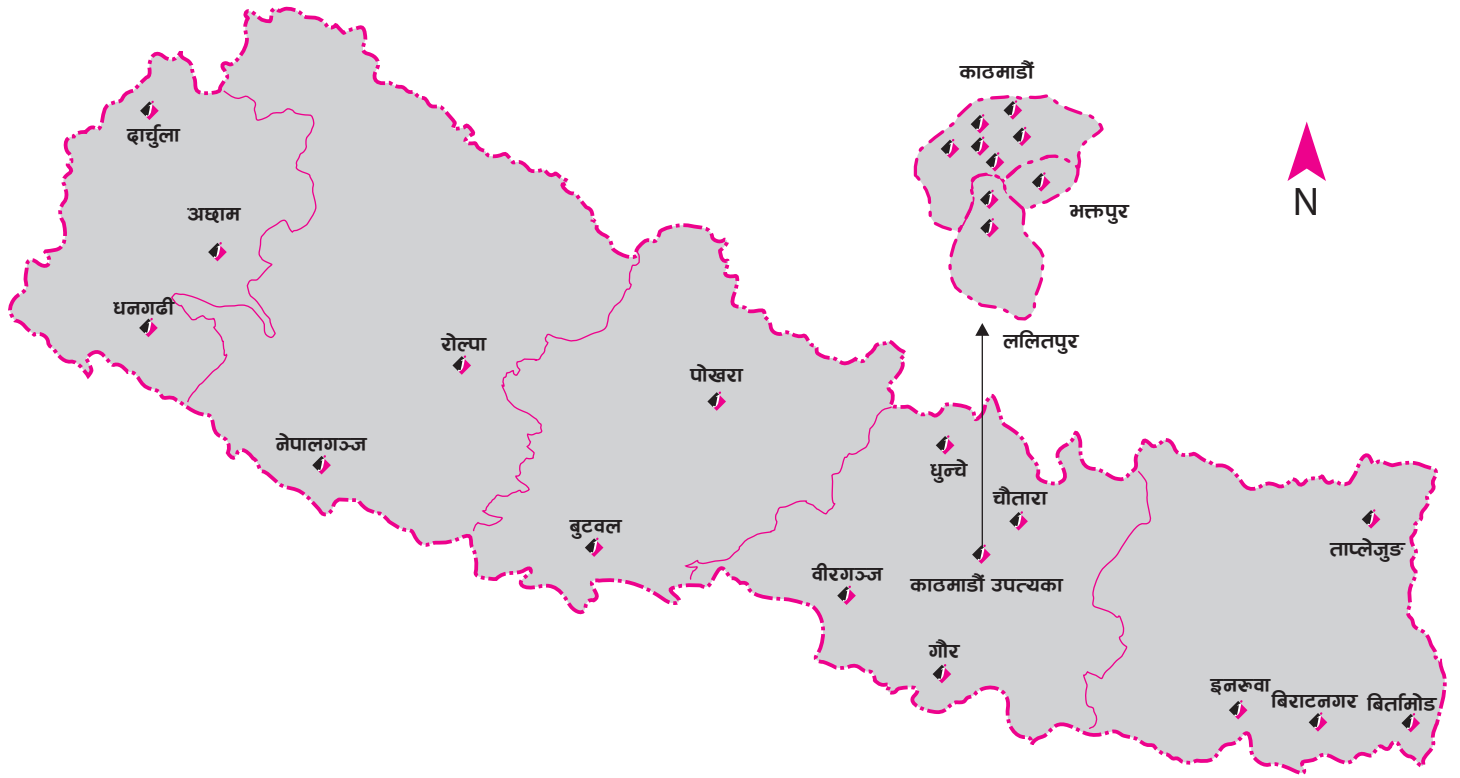 काठमाडौं
दार्चुला
भक्तपुर
अछाम
N
धनगढी
ललितपुर
रोल्पा
पोखरा
नेपालगञ्ज
धुन्चे
चौतारा
बुटवल
ताप्लेजुङ
वीरगञ्ज
काठमाडौं उपत्यका
गौर
इनरूवा
बिराटनगर
बिर्तामोड